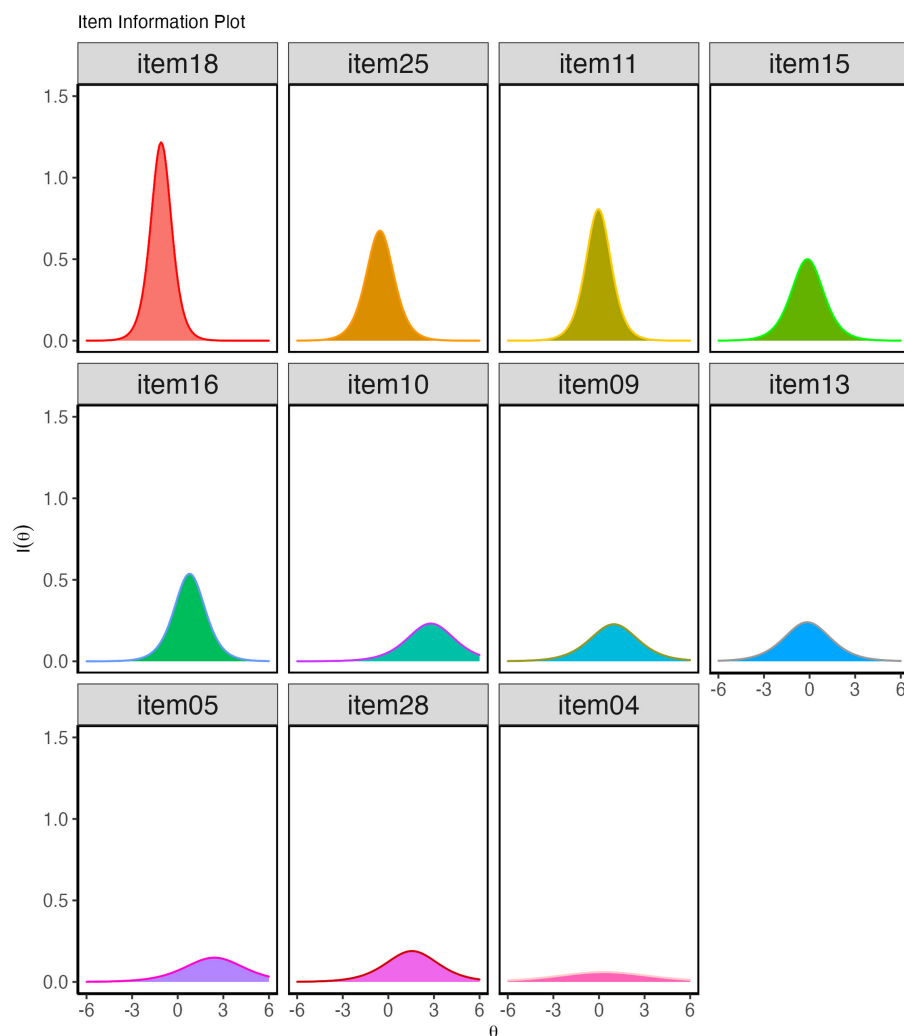 Item Information Plot
item18 item25 item11 item15
1.5
1.0
0.5
0.0
item16 item10 item09 item13
1.5
1.0
0.5
0.0
-6 -3 0 3 6
I(θ)
item05 item28 item04
1.5
1.0
0.5
0.0
-6 -3 0 3 6 -6 -3 0 3 6 -6 -3 0 3 6
θ